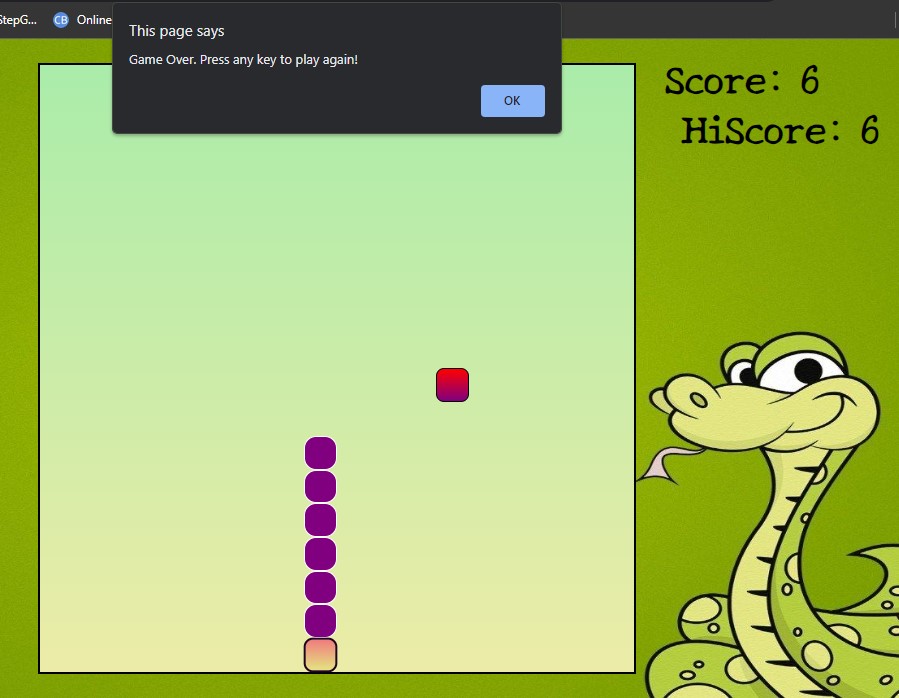 StepG...
CB
Online
This page says
Game Over. Press any key to play again!
OK
Score: 6
HiScore: 6